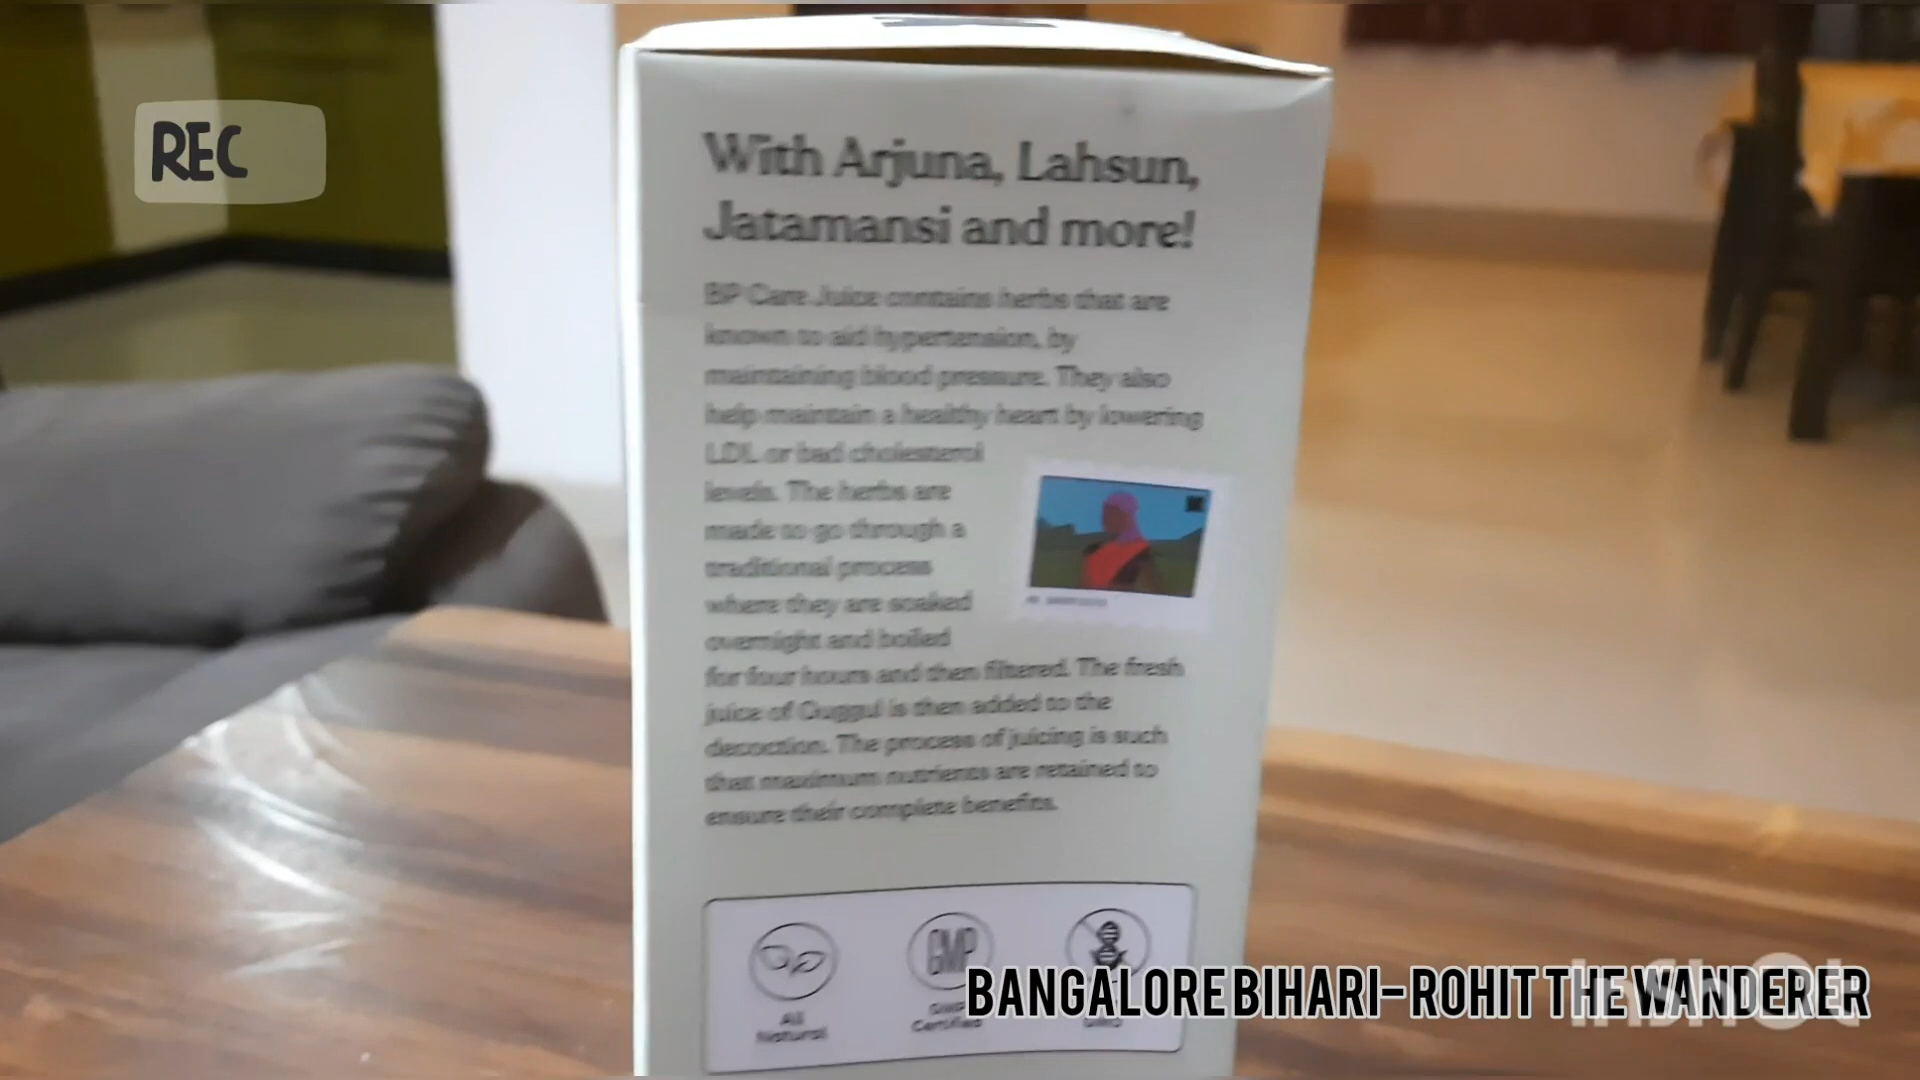 REC
With Arjuna, Lahsun,
Jatamansi and more!
BP Care Juice contains herbs that are
known to aid hypertension, by
maintaining blood pressure. They also
help maintain a healthy heart by lowering
LDL or bad cholesterol
levels. The herbs are
made to go through a
traditional process
where they are soaked
overnight and boiled
for four hours and then filtered. The fresh
juice of Guggul is then added to the
decoction. The process of juicing is such
that maximum nutrients are retained to
ensure their complete benefits.
GMP
All
Natural
GMP
Certified
GMO
BANGALORE BIHARI-ROHIT THE WANDERER
InShOt